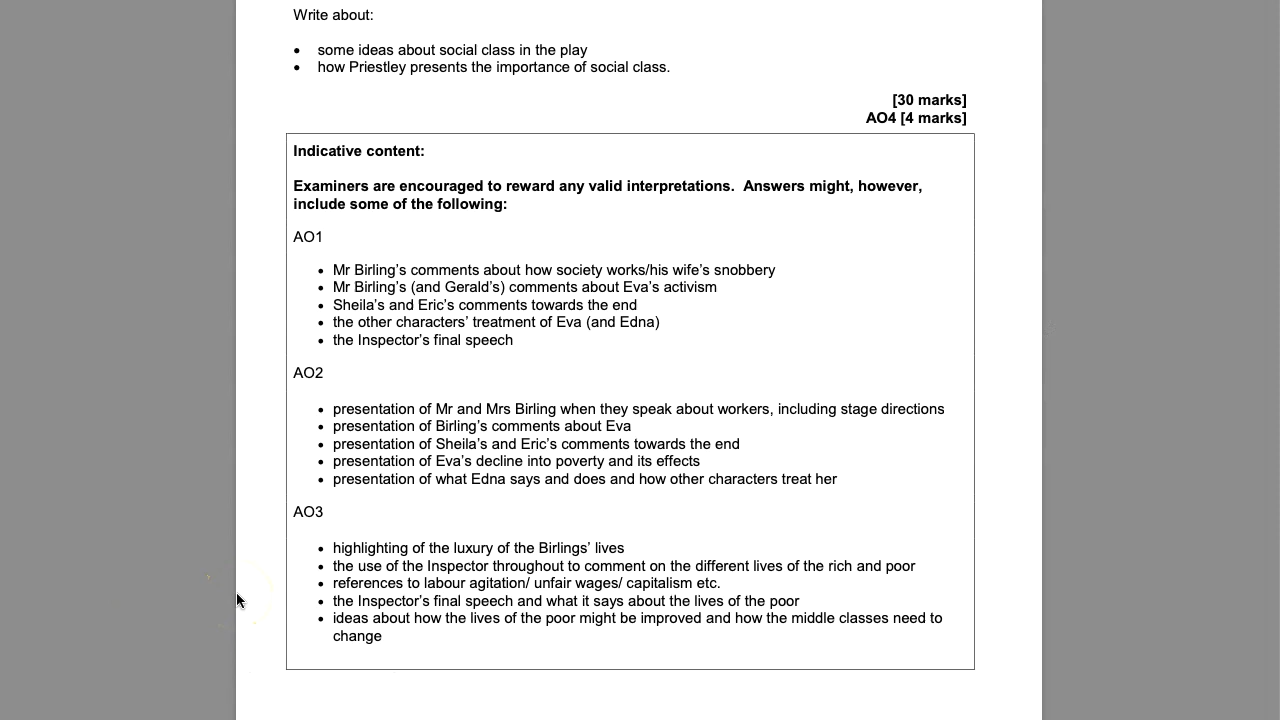 Write about:
• some ideas about social class in the play
• how Priestley presents the importance of social class.
[30 marks]
AO4 [4 marks]
Indicative content:
Examiners are encouraged to reward any valid interpretations.  Answers might, however,
include some of the following:
AO1
• Mr Birling’s comments about how society works/his wife’s snobbery
• Mr Birling’s (and Gerald’s) comments about Eva’s activism
• Sheila’s and Eric’s comments towards the end
• the other characters’ treatment of Eva (and Edna)
• the Inspector’s final speech
AO2
• presentation of Mr and Mrs Birling when they speak about workers, including stage directions
• presentation of Birling’s comments about Eva
• presentation of Sheila’s and Eric’s comments towards the end
• presentation of Eva’s decline into poverty and its effects
• presentation of what Edna says and does and how other characters treat her
AO3
• highlighting of the luxury of the Birlings’ lives
• the use of the Inspector throughout to comment on the different lives of the rich and poor
• references to labour agitation/ unfair wages/ capitalism etc.
• the Inspector’s final speech and what it says about the lives of the poor
• ideas about how the lives of the poor might be improved and how the middle classes need to
change